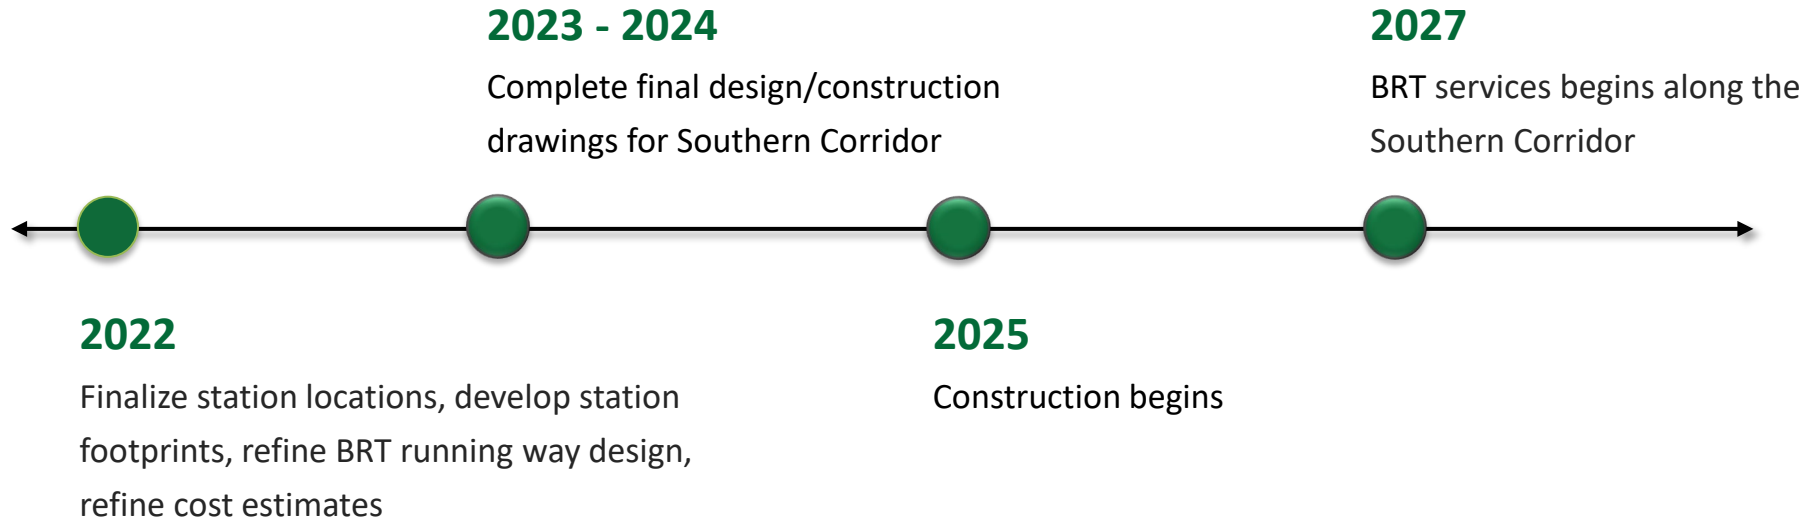 2023 - 2024
Complete final design/construction
drawings for Southern Corridor
2027
BRT services begins along the
Southern Corridor
2022
Finalize station locations, develop station
footprints, refine BRT running way design,
refine cost estimates
2025
Construction begins